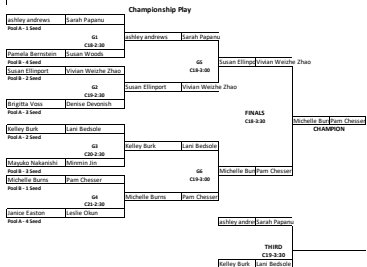 Championship Play
ashley andrews Sarah Papanu
Pool A - 1 Seed
G1
C18-2:30
ashley andrews Sarah Papanu
Pamela Bernstein Susan Woods
Pool B - 4 Seed
G5
C18-3:00
Susan Ellinpo Vivian Weizhe Zhao
Susan Ellinport Vivian Weizhe Zhao
Pool B - 2 Seed
G2
C19-2:30
Susan Ellinport Vivian Weizhe Zhao
Brigitta Voss Denise Devonish
Pool A - 3 Seed
FINALS
C18-3:30
Michelle Bur Pam Chesser
CHAMPION
Kelley Burk Lani Bedsole
Pool A - 2 Seed
G3
C20-2:30
Kelley Burk Lani Bedsole
Mayuko Nakanishi Minmin Jin
Pool B - 3 Seed
G6
C19-3:00
Michelle Bur Pam Chesser
Michelle Burns Pam Chesser
Pool B - 1 Seed
G4
C21-2:30
Michelle Burns Pam Chesser
Janice Easton Leslie Okun
Pool A - 4 Seed
ashley andre Sarah Papanu
THIRD
C19-3:30
Kelley Burk Lani Bedsole